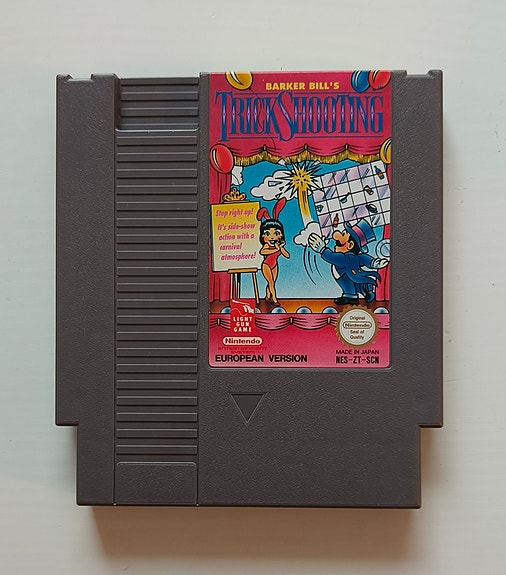 BARKER BILL'S
TRICK SHOOTING
Step right up!
It's side-show
action with a
carnival
atmosphere!
LIGHT
GUN
GAME
Nintendo
EUROPEAN VERSION
Original
Nintendo
Seal of
Quality
MADE IN JAPAN
NES-ZT-SCN